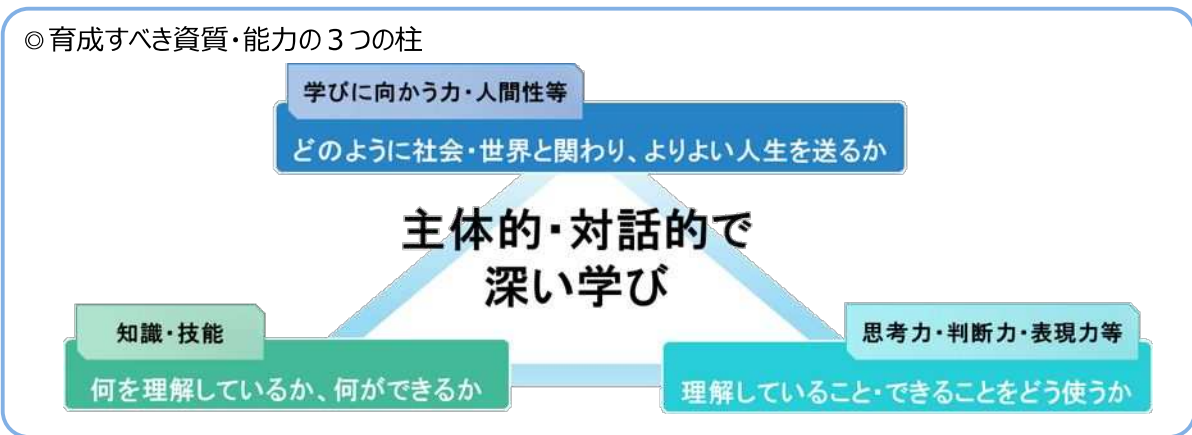 ◎育成すべき資質・能力の３つの柱
学びに向かう力・人間性等
どのように社会・世界と関わり、よりよい人生を送るか
主体的・対話的で
深い学び
知識・技能
何を理解しているか、何ができるか
思考力・判断力・表現力等
理解していること・できることをどう使うか